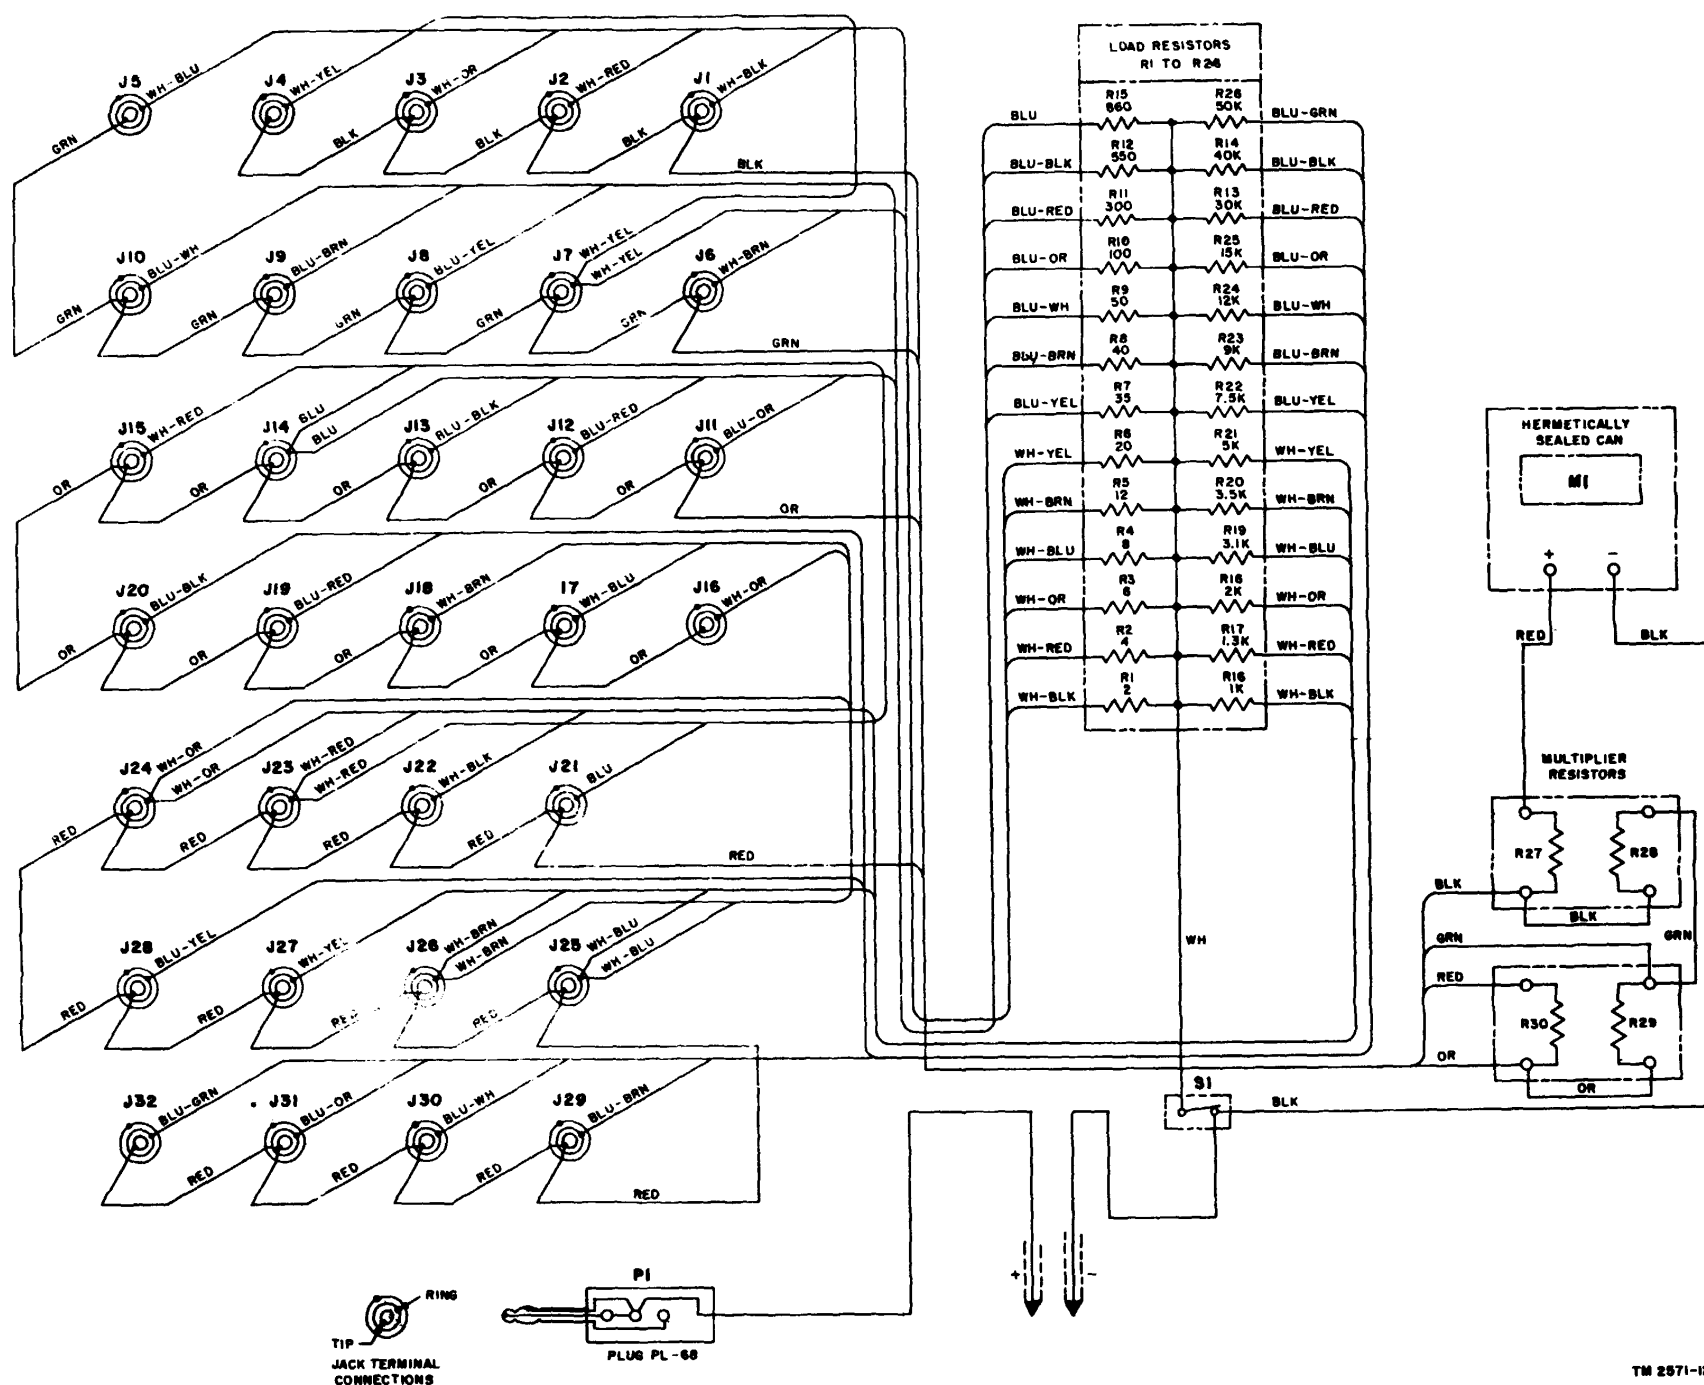 J5 WH-BLU J4 WH-YEL J3 WH-OR J2 WH-RED J1 WH-BLK
GRN BLK BLK BLK BLK
J10 BLU-WH J9 BLU-BRN J8 BLU-YEL J7 WH-YEL WH-YEL J6 WH-BRN
GRN GRN GRN GRN GRN GRN
J15 WH-RED J14 BLU BLU J13 BLU-BLK J12 BLU-RED J11 BLU-OR
OR OR OR OR OR OR
J20 BLU-BLK J19 BLU-RED J18 WH-BRN 17 WH-BLU J16 WH-OR
OR OR OR OR OR
J24 WH-OR WH-OR J23 WH-RED WH-RED J22 WH-BLK J21 BLU
RED RED RED RED RED
J28 BLU-YEL J27 WH-YEL J26 WH-BRN WH-BRN J25 WH-BLU WH-BLU
RED RED RED RED
J32 BLU-GRN J31 BLU-OR J30 BLU-WH J29 BLU-BRN
RED RED RED RED
LOAD RESISTORS
R1 TO R26
R15 R26
BLU 860 50K BLU-GRN
R12 R14
BLU-BLK 550 40K BLU-BLK
R11 R13
BLU-RED 300 30K BLU-RED
R10 R25
BLU-OR 100 15K BLU-OR
R9 R24
BLU-WH 50 12K BLU-WH
R8 R23
BLU-BRN 40 9K BLU-BRN
R7 R22
BLU-YEL 35 7.5K BLU-YEL
R6 R21
WH-YEL 20 5K WH-YEL
R5 R20
WH-BRN 12 3.5K WH-BRN
R4 R19
WH-BLU 8 3.1K WH-BLU
R3 R18
WH-OR 6 2K WH-OR
R2 R17
WH-RED 4 1.3K WH-RED
R1 R16
WH-BLK 2 1K WH-BLK
WH
HERMETICALLY
SEALED CAN
M1
+ -
RED BLK
MULTIPLIER
RESISTORS
R27 R28
BLK
BLK
GRN GRN
RED
R30 R29
OR
OR
S1
BLK
+ -
P1
PLUG PL-68
RING
TIP
JACK TERMINAL
CONNECTIONS